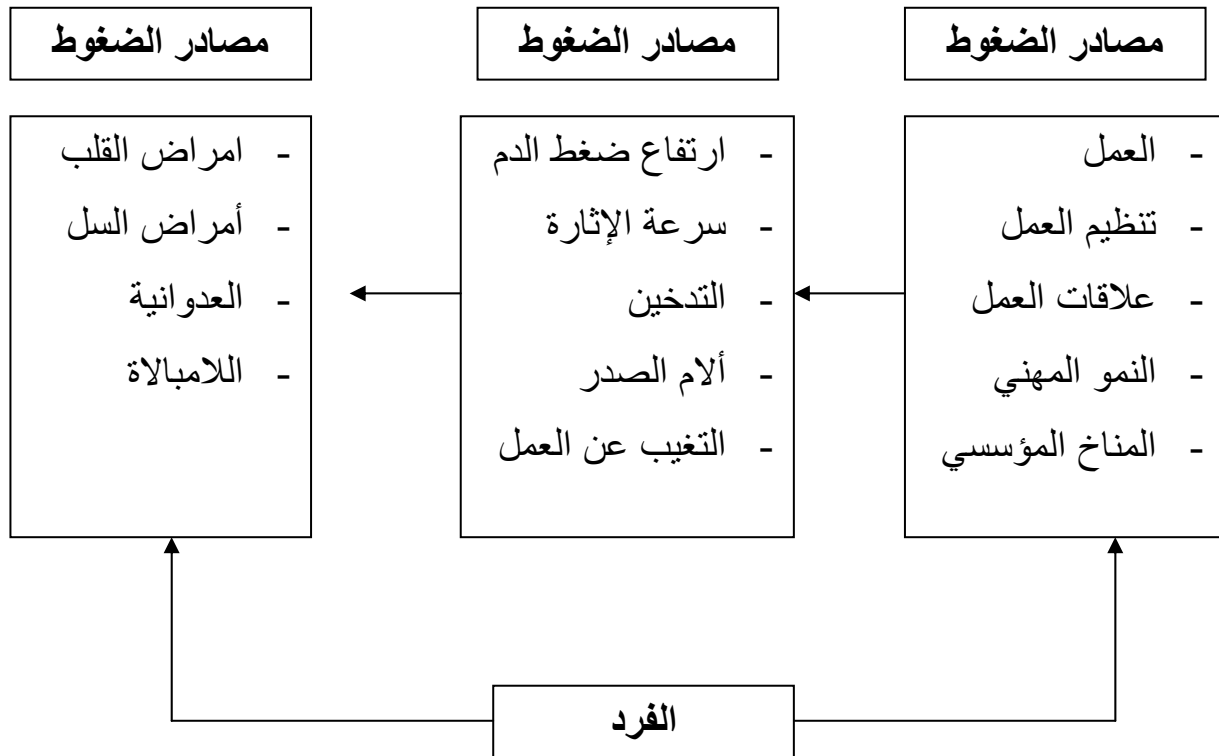 مصادر الضغوط
- العمل
- تنظيم العمل
- علاقات العمل
- النمو المهني
- المناخ المؤسسي
مصادر الضغوط
- ارتفاع ضغط الدم
- سرعة الإثارة
- التدخين
- ألام الصدر
- التغيب عن العمل
مصادر الضغوط
- امراض القلب
- أمراض السل
- العدوانية
- اللامبالاة
الفرد